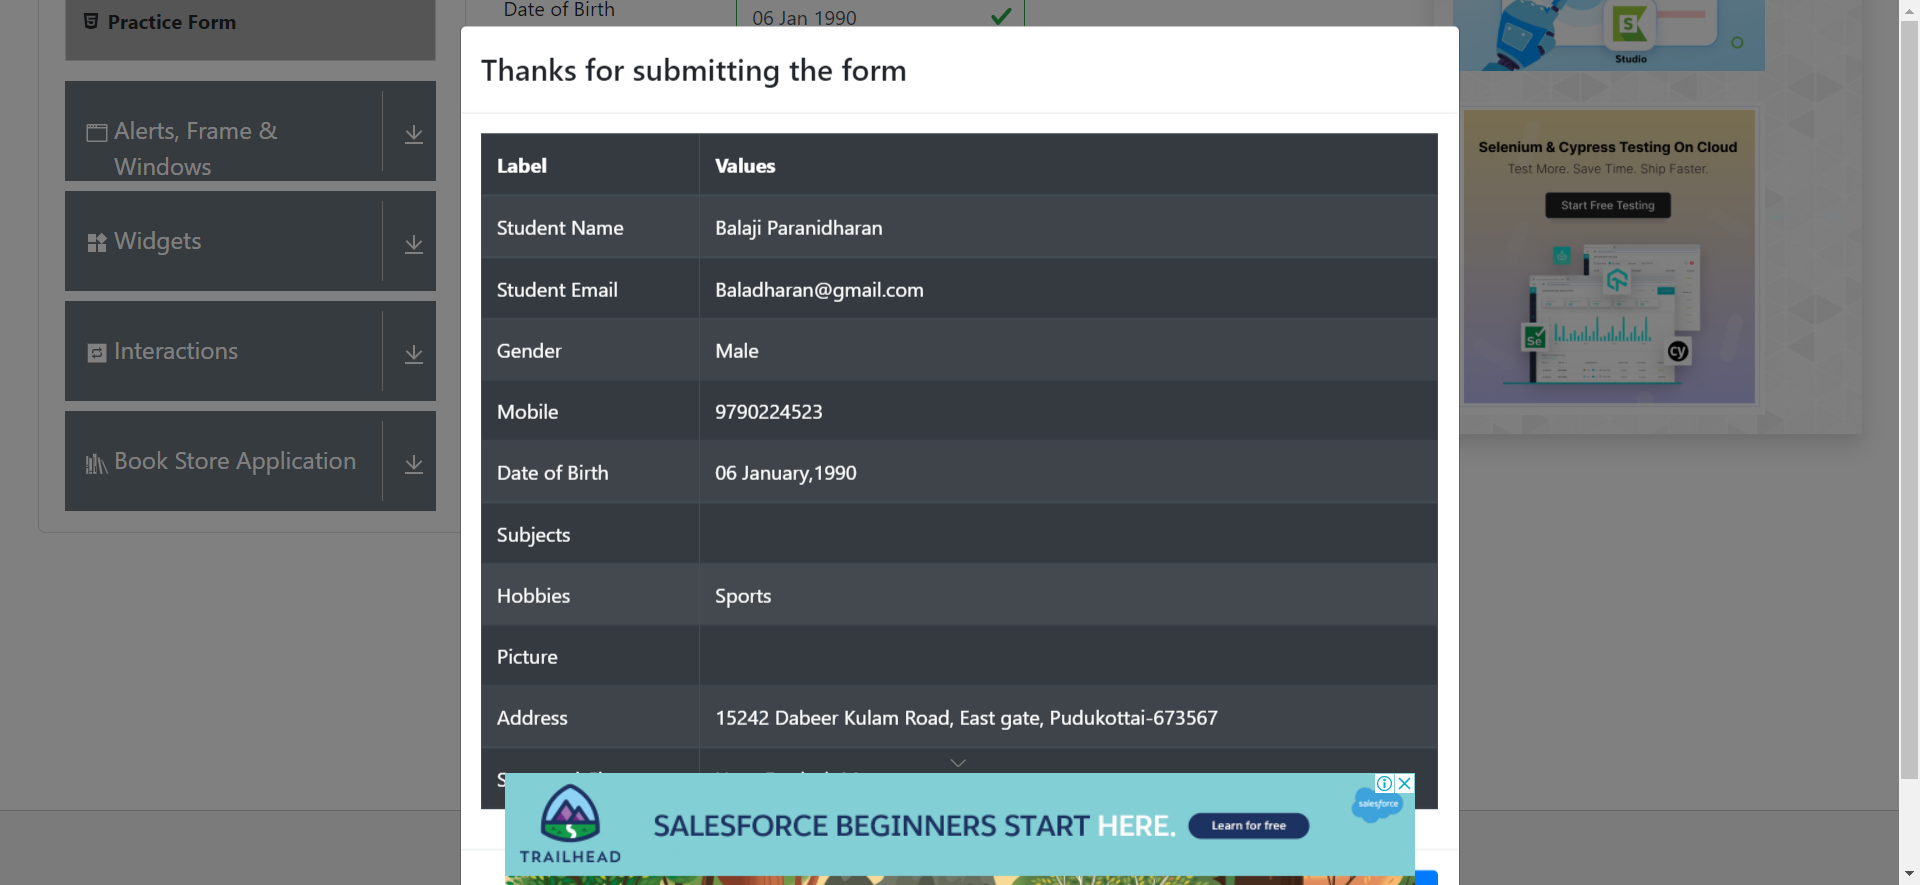 Practice Form
Date of Birth
06 Jan 1990
Alerts, Frame &
Windows
Widgets
Interactions
Book Store Application
Thanks for submitting the form
Label Values
Student Name Balaji Paranidharan
Student Email Baladharan@gmail.com
Gender Male
Mobile 9790224523
Date of Birth 06 January,1990
Subjects
Hobbies Sports
Picture
Address 15242 Dabeer Kulam Road, East gate, Pudukottai-673567
TRAILHEAD
SALESFORCE BEGINNERS START HERE.
Learn for free
salesforce
S
Studio
Selenium & Cypress Testing On Cloud
Test More. Save Time. Ship Faster.
Start Free Testing
Se
cy